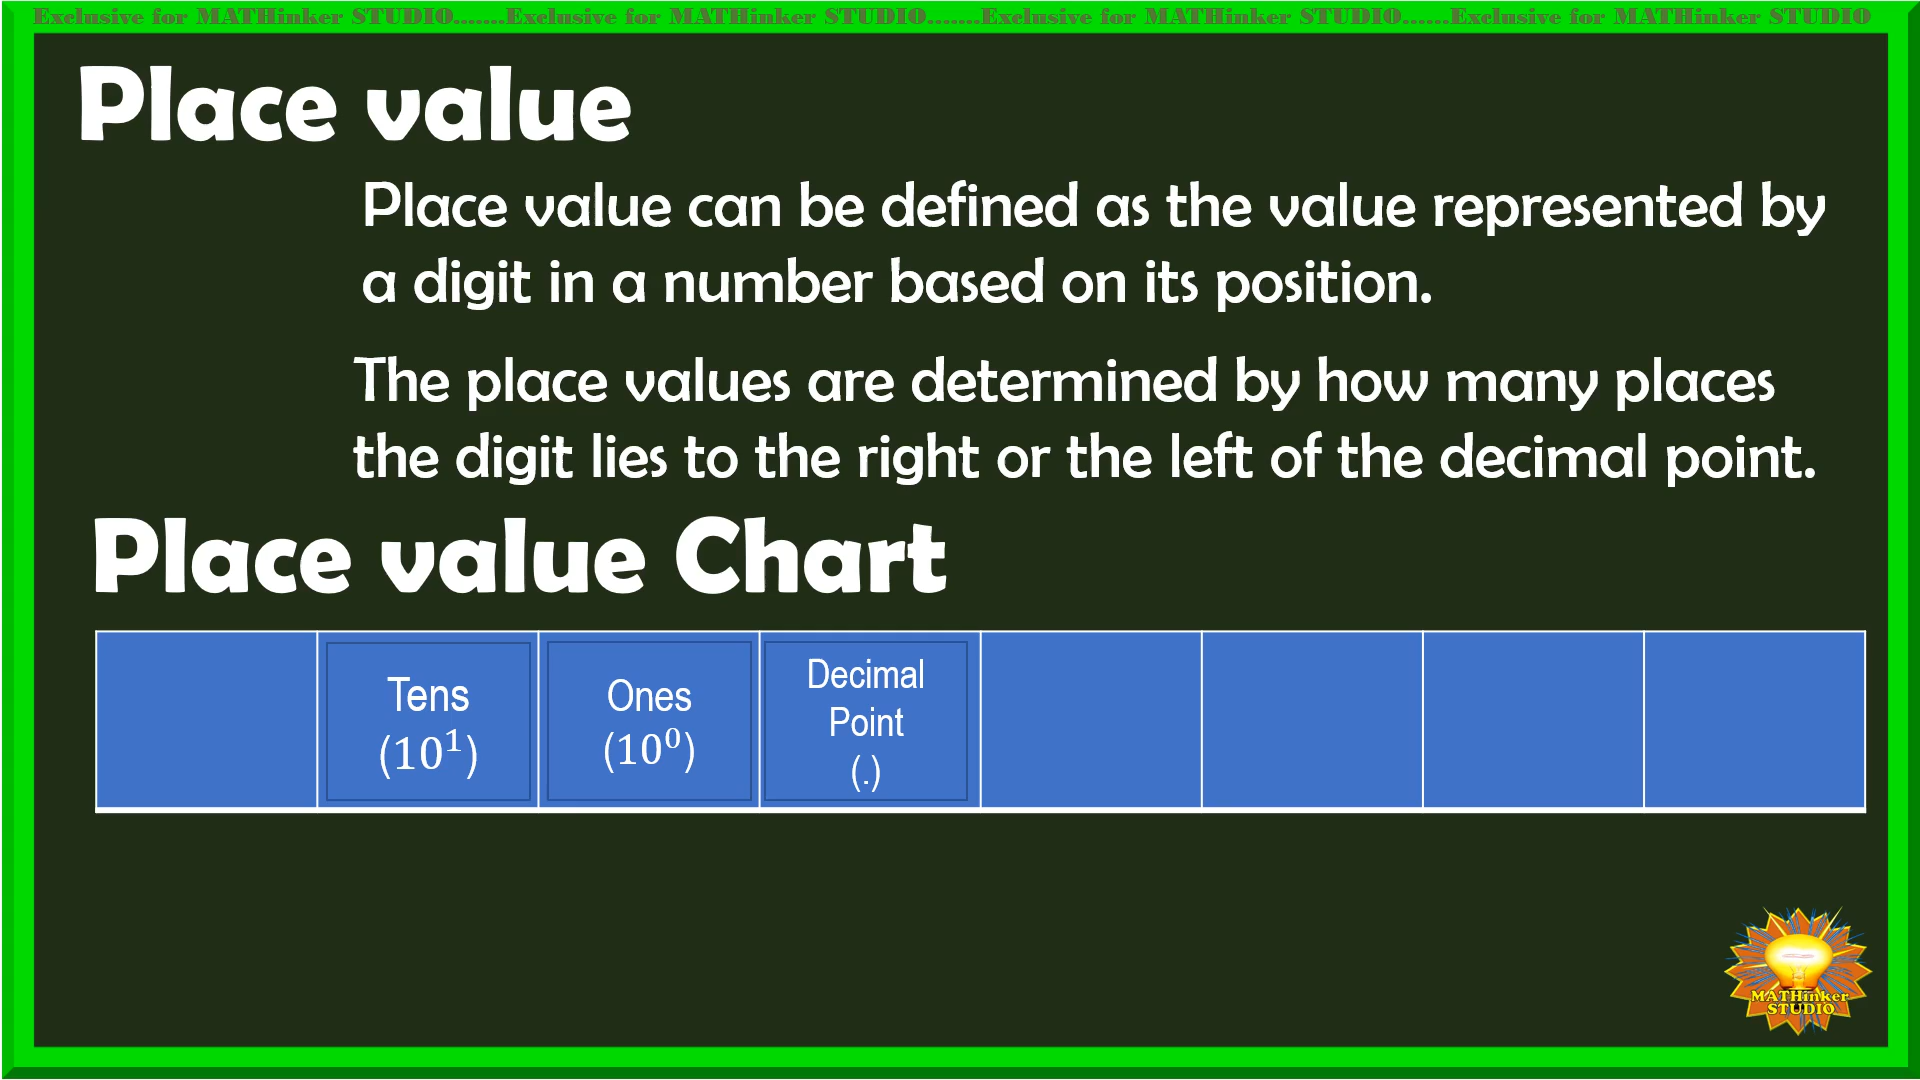 Exclusive for MATHinker STUDIO.......Exclusive for MATHinker STUDIO.......Exclusive for MATHinker STUDIO......Exclusive for MATHinker STUDIO
Place value
Place value can be defined as the value represented by
a digit in a number based on its position.
The place values are determined by how many places
the digit lies to the right or the left of the decimal point.
Place value Chart
Tens
(10¹)
Ones
(10⁰)
Decimal
Point
(.)
MATHinker
STUDIO